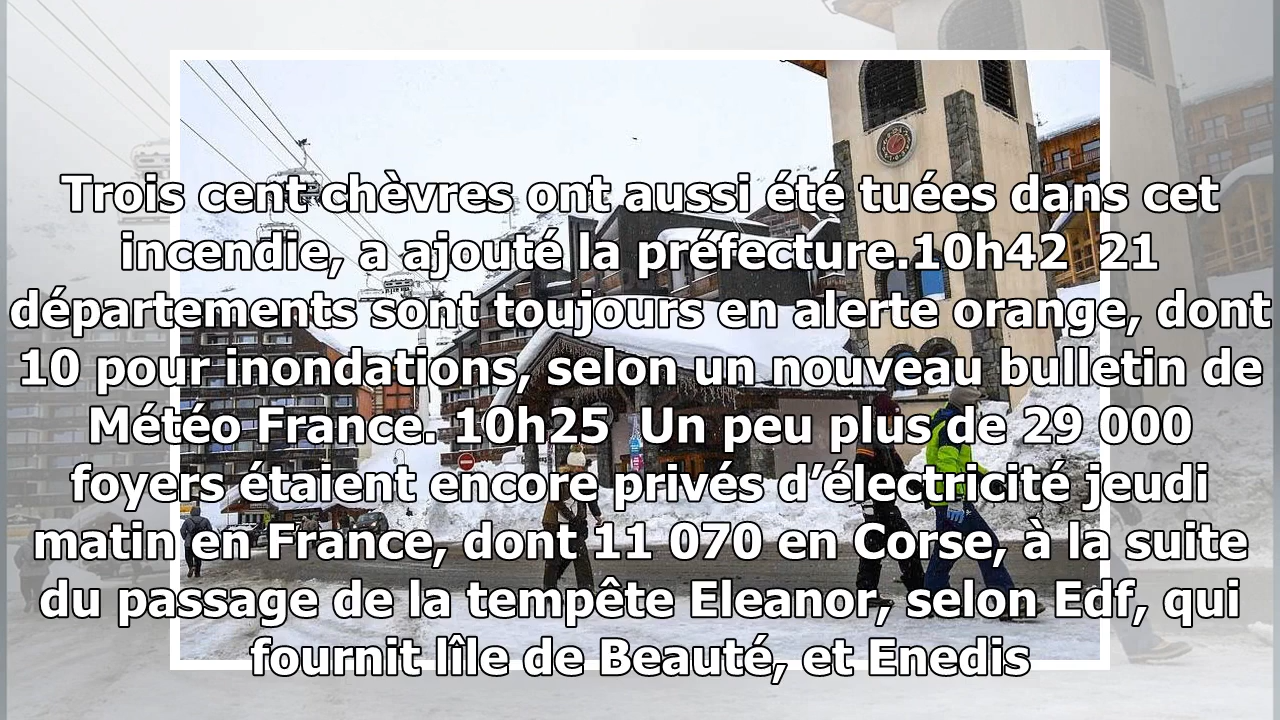 Trois cent chèvres ont aussi été tuées dans cet
incendie, a ajouté la préfecture.10h42  21
départements sont toujours en alerte orange, dont
10 pour inondations, selon un nouveau bulletin de
Météo France. 10h25  Un peu plus de 29 000
foyers étaient encore privés d’électricité jeudi
matin en France, dont 11 070 en Corse, à la suite
du passage de la tempête Eleanor, selon Edf, qui
fournit lîle de Beauté, et Enedis